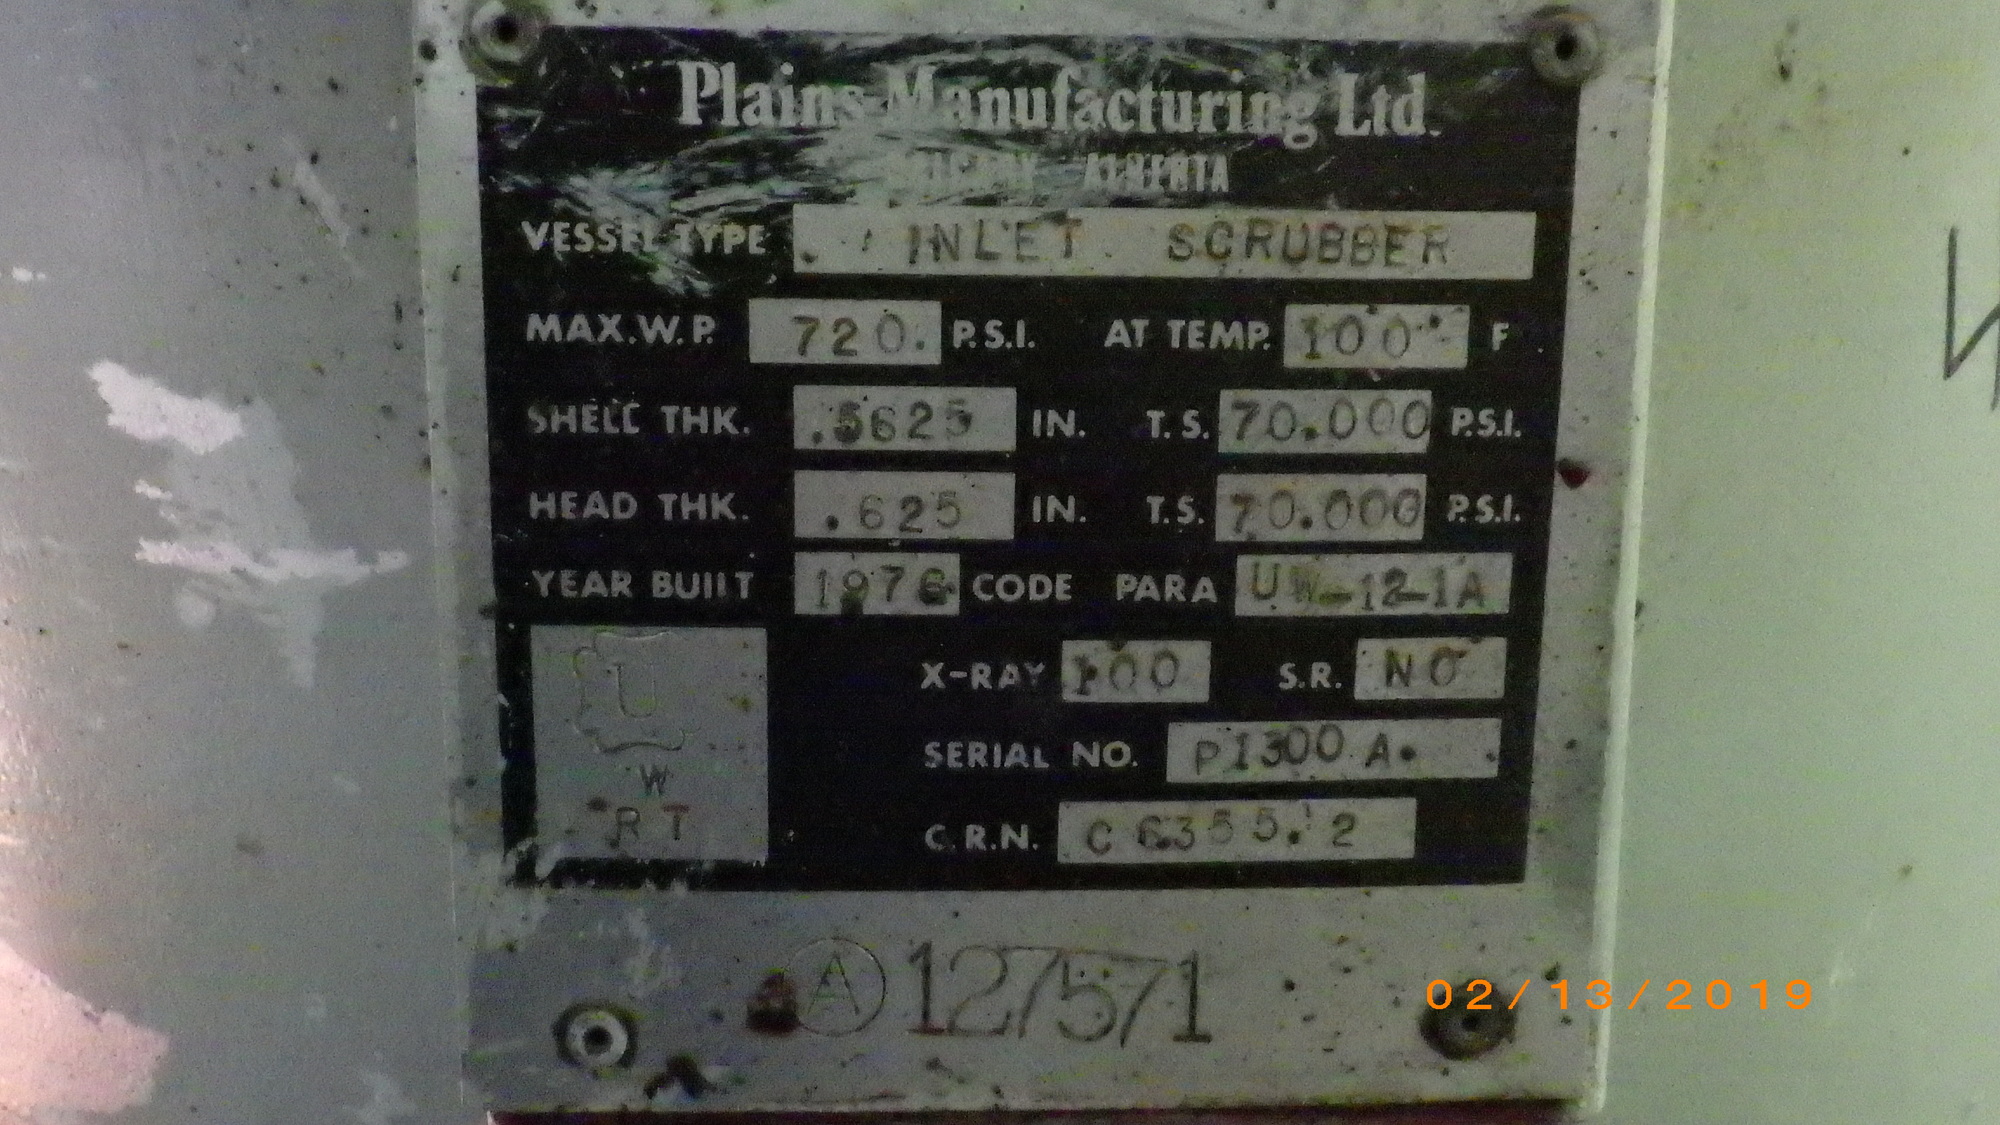 Plains Manufacturing Ltd.
CALGARY ALBERTA
VESSEL TYPE INLET SCRUBBER
MAX.W.P. 720. P.S.I. AT TEMP. 100° F
SHELL THK. .5625 IN. T.S. 70.000 P.S.I.
HEAD THK. .625 IN. T.S. 70.000 P.S.I.
YEAR BUILT 1976 CODE PARA UW-12-1A
U
W
RT
X-RAY 100 S.R. NO
SERIAL NO. P1300 A.
C.R.N. C 6355.2
A 127571
02/13/2019